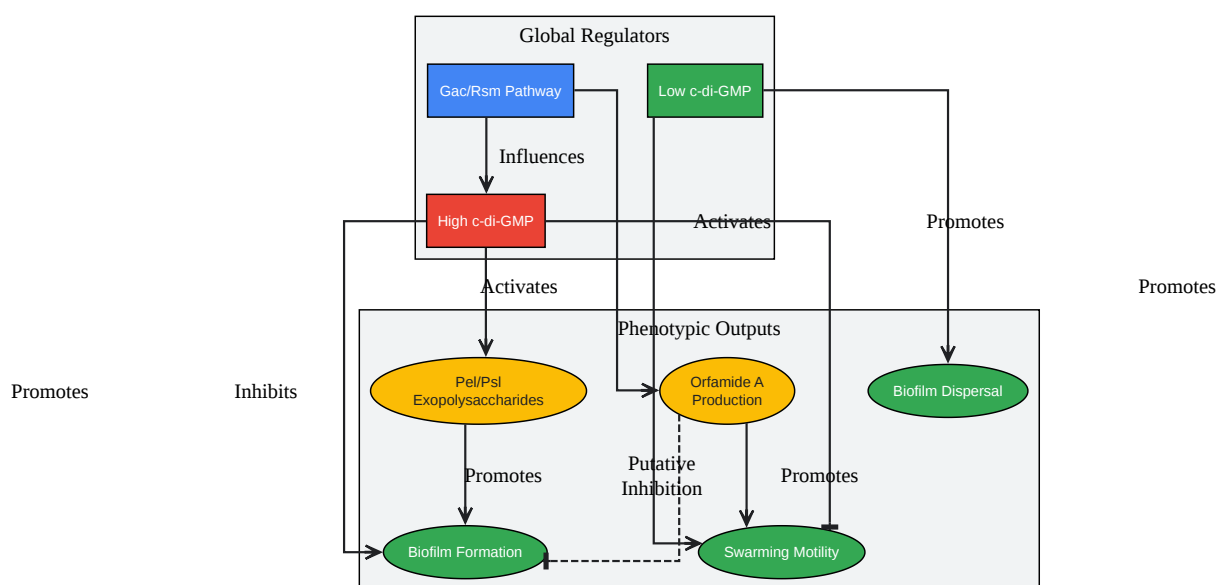 Global Regulators
Gac/Rsm Pathway
Low c-di-GMP
Influences
High c-di-GMP
Activates
Promotes
Activates
Promotes
Phenotypic Outputs
Promotes
Inhibits
Pel/Psl
Exopolysaccharides
Orfamide A
Production
Biofilm Dispersal
Promotes
Putative
Inhibition
Promotes
Biofilm Formation
Swarming Motility